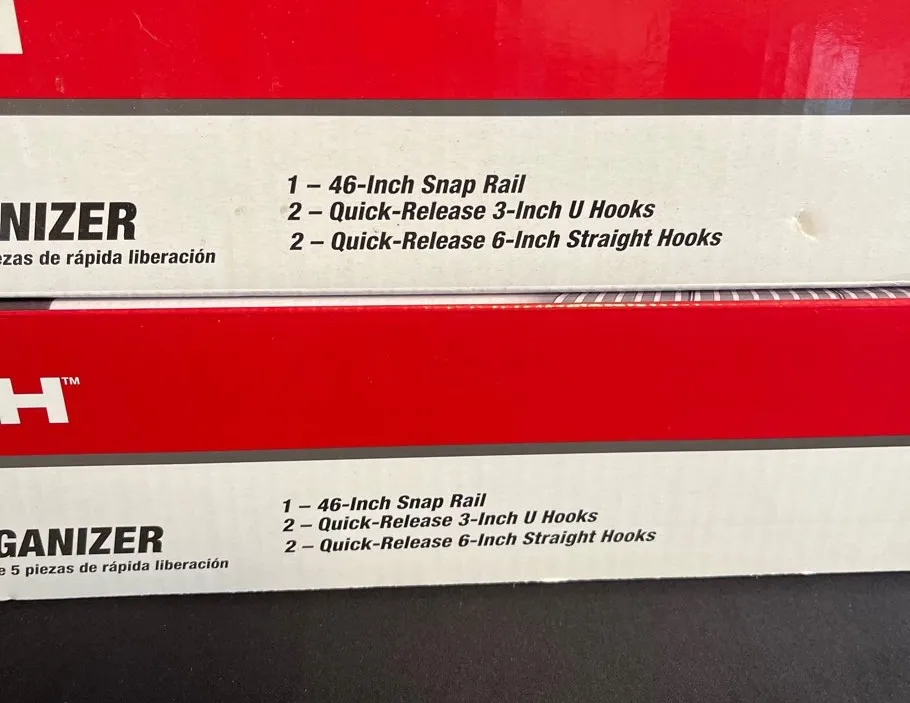 NIZER
ezas de rápida liberación
1 – 46-Inch Snap Rail
2 – Quick-Release 3-Inch U Hooks
2 – Quick-Release 6-Inch Straight Hooks
H™
GANIZER
e 5 piezas de rápida liberación
1 – 46-Inch Snap Rail
2 – Quick-Release 3-Inch U Hooks
2 – Quick-Release 6-Inch Straight Hooks